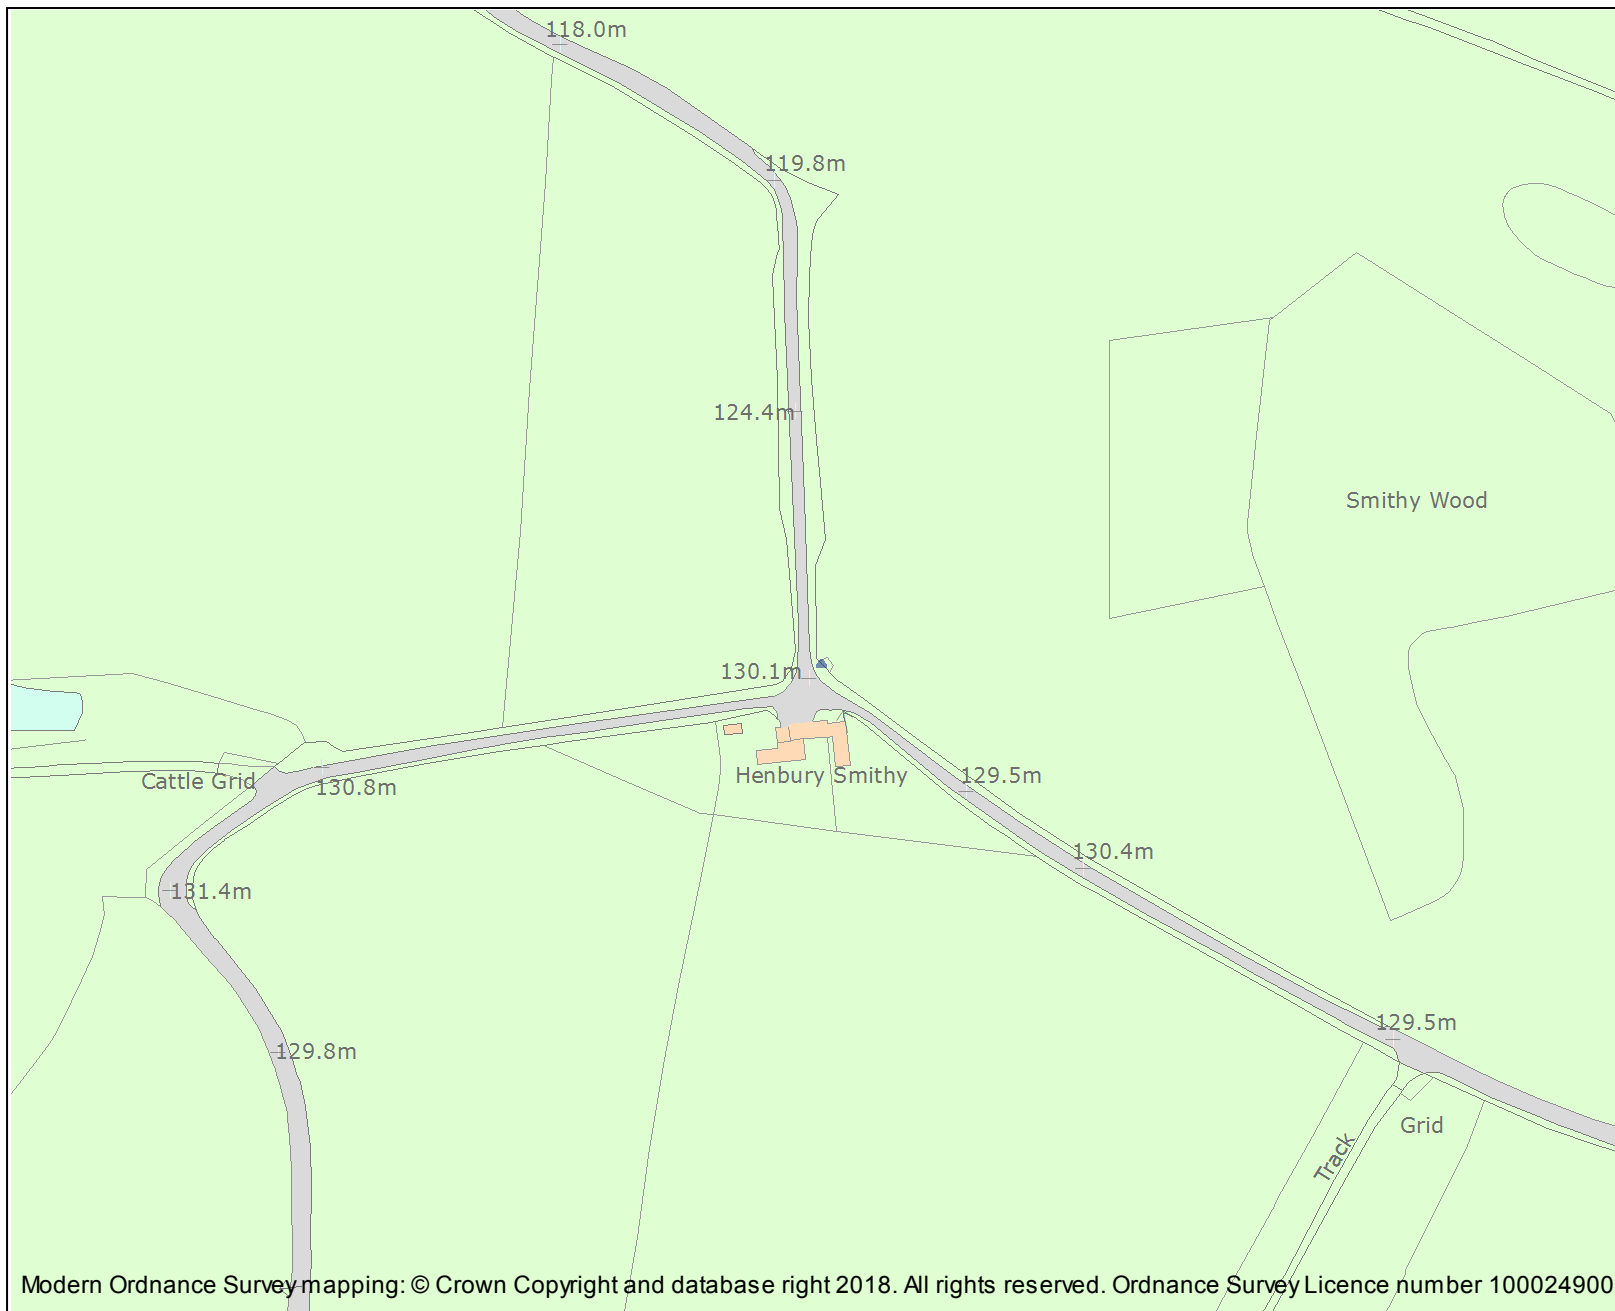 118.0m
119.8m
124.4m
Smithy Wood
130.1m
Cattle Grid
130.8m
Henbury Smithy
129.5m
130.4m
131.4m
129.5m
129.8m
Grid
Track
Modern Ordnance Survey mapping: © Crown Copyright and database right 2018. All rights reserved. Ordnance Survey Licence number 100024900